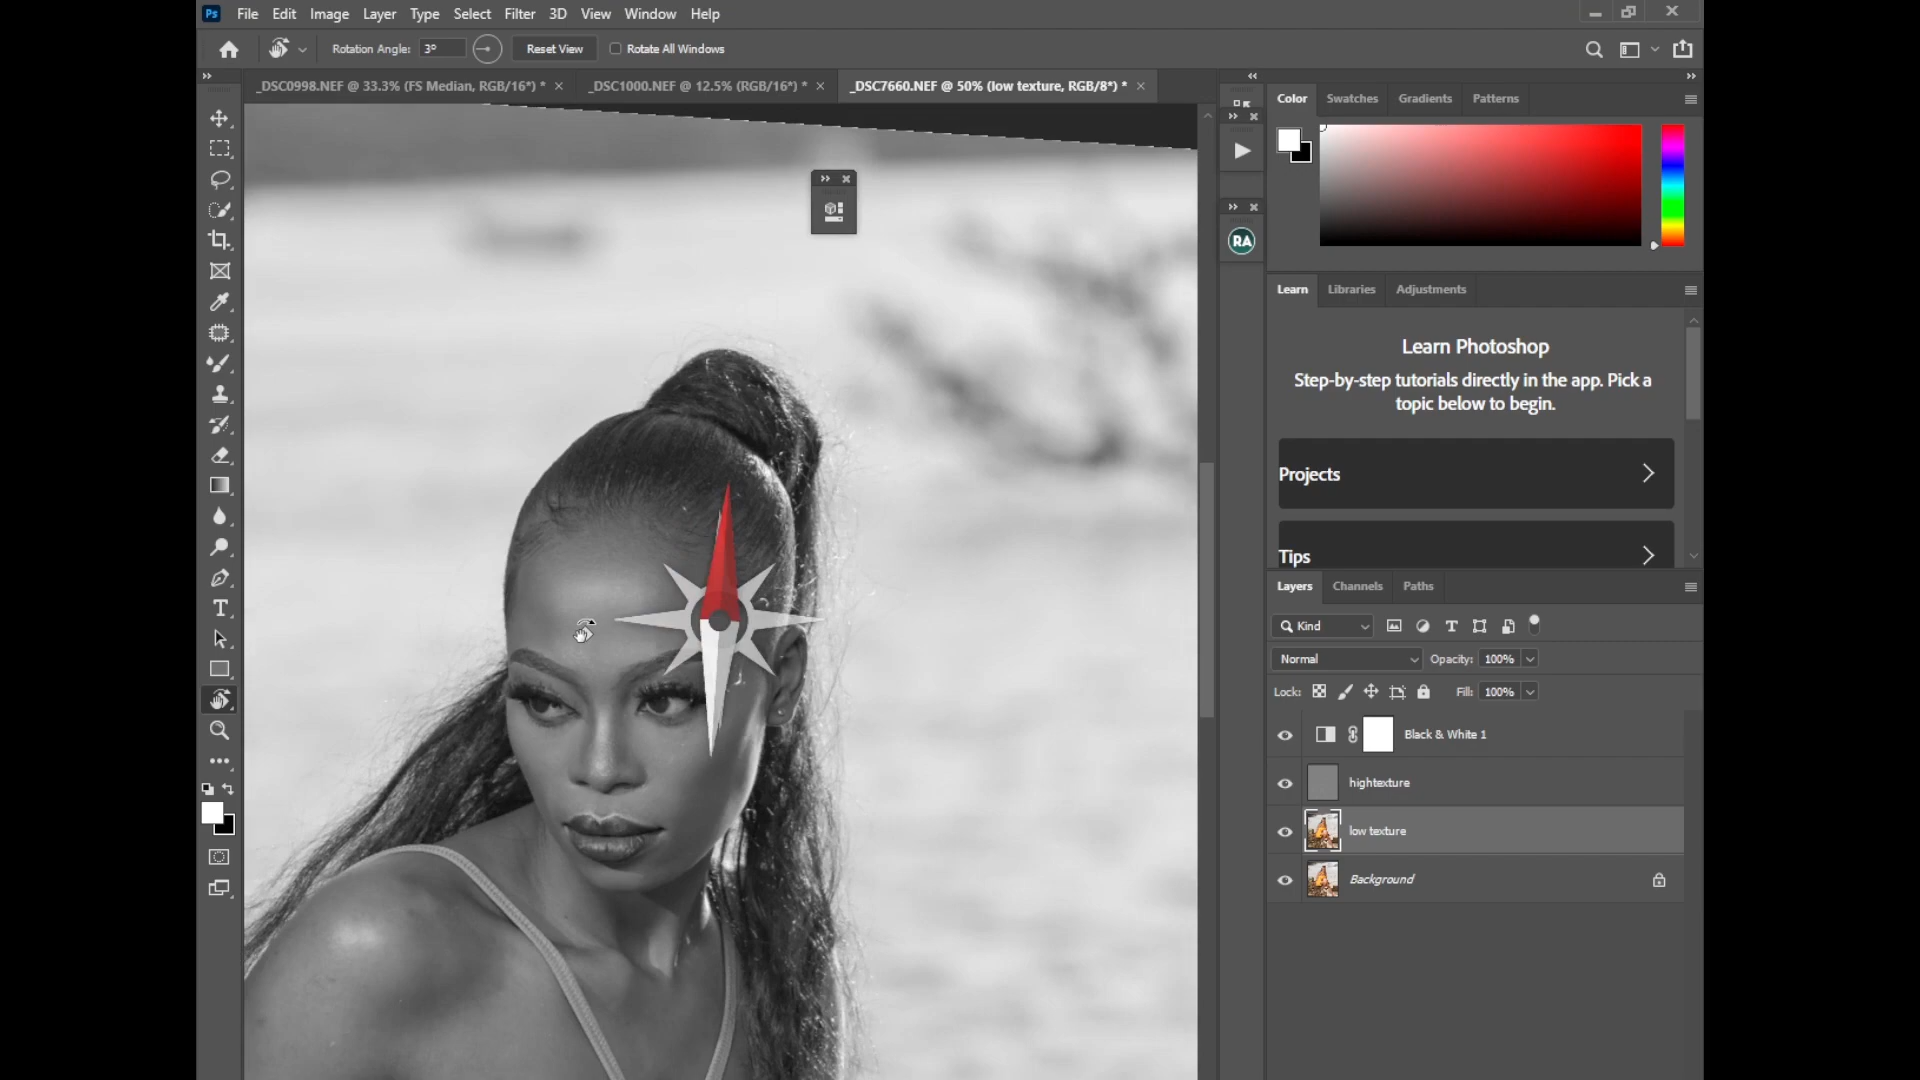 Ps File Edit Image Layer Type Select Filter 3D View Window Help
Rotation Angle: 3° Reset View Rotate All Windows
_DSC0998.NEF @ 33.3% (FS Median, RGB/16*) * × _DSC1000.NEF @ 12.5% (RGB/16*) * × _DSC7660.NEF @ 50% (low texture, RGB/8*) * ×
Color Swatches Gradients Patterns
RA
Learn Libraries Adjustments
Learn Photoshop
Step-by-step tutorials directly in the app. Pick a
topic below to begin.
Projects
Tips
Layers Channels Paths
Kind
Normal Opacity: 100%
Lock: Fill: 100%
Black & White 1
hightexture
low texture
Background